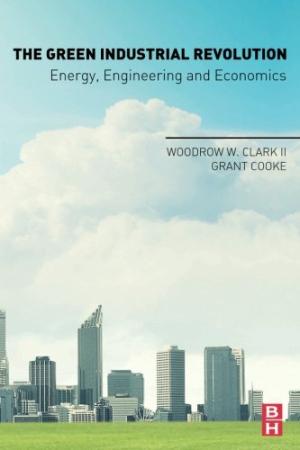 THE GREEN INDUSTRIAL REVOLUTION
Energy, Engineering and Economics
WOODROW W. CLARK II
GRANT COOKE
B
H